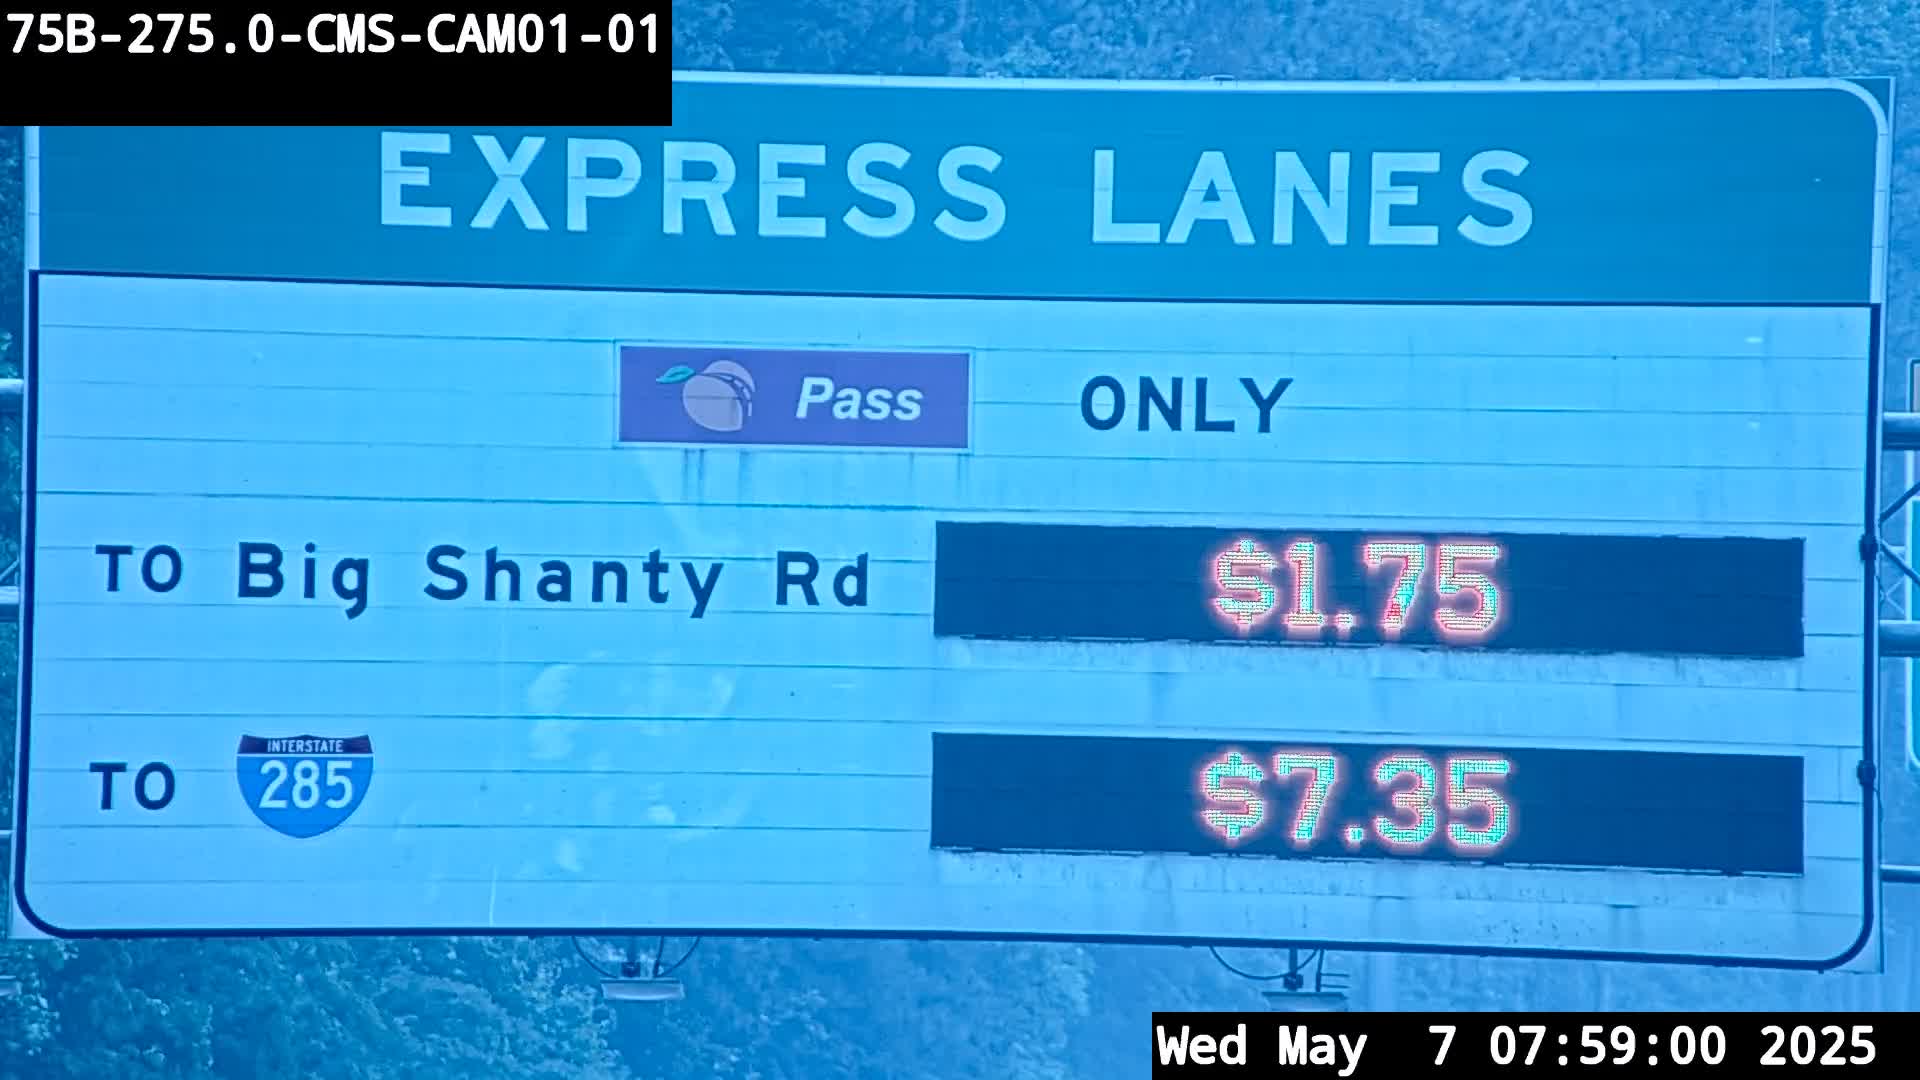 75B-275.0-CMS-CAM01-01
EXPRESS LANES
Pass ONLY
TO Big Shanty Rd $1.75
TO INTERSTATE 285 $7.35
Wed May 7 07:59:00 2025